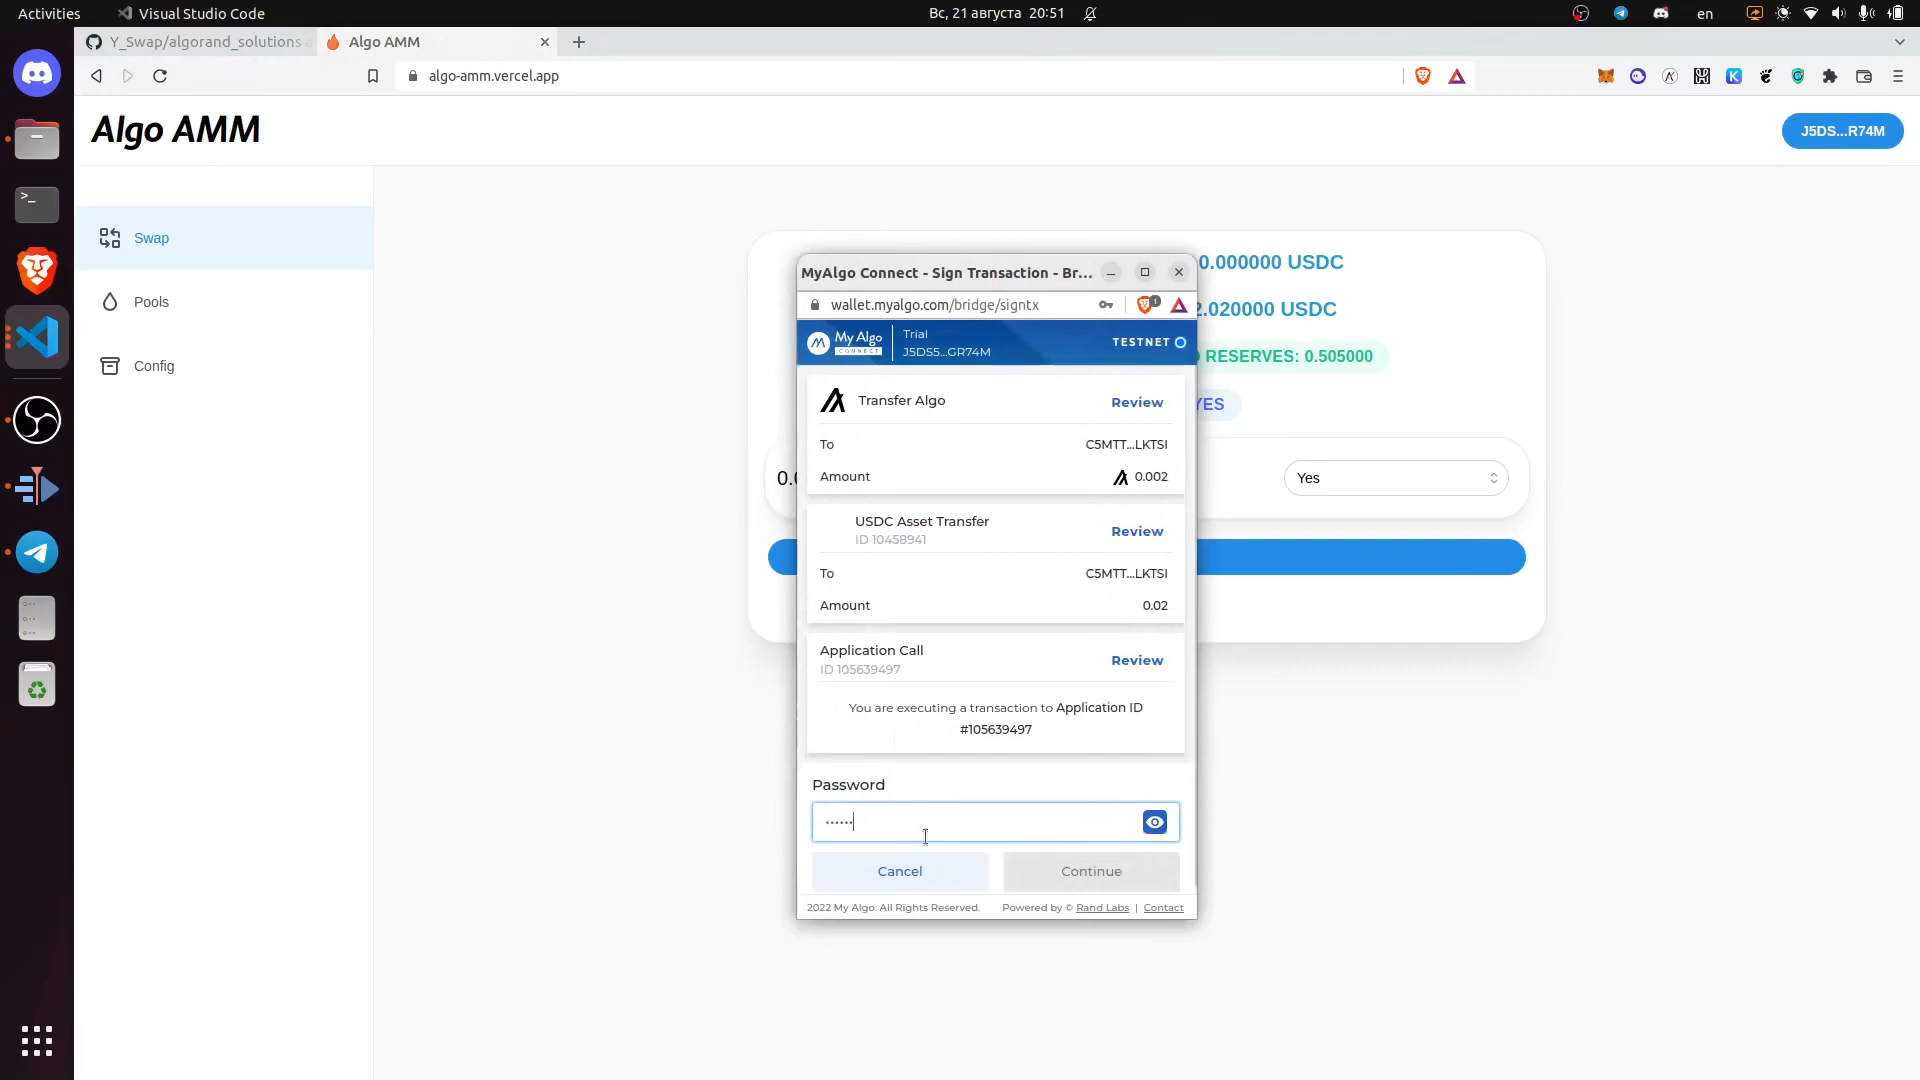 Activities
Visual Studio Code
Вс, 21 августа 20:51
en
Y_Swap/algorand_solutions
Algo AMM
algo-amm.vercel.app
Algo AMM
J5DS...R74M
Swap
Pools
Config
0.000000 USDC
2.020000 USDC
RESERVES: 0.505000
YES
0.0
Yes
MyAlgo Connect - Sign Transaction - Br...
wallet.myalgo.com/bridge/signtx
1
My Algo
CONNECT
Trial
J5DS5...GR74M
TESTNET
Transfer Algo
Review
To
C5MTT...LKTSI
Amount
0.002
USDC Asset Transfer
ID 10458941
Review
To
C5MTT...LKTSI
Amount
0.02
Application Call
ID 105639497
Review
You are executing a transaction to Application ID
#105639497
Password
Cancel
Continue
2022 My Algo. All Rights Reserved.
Powered by © Rand Labs | Contact